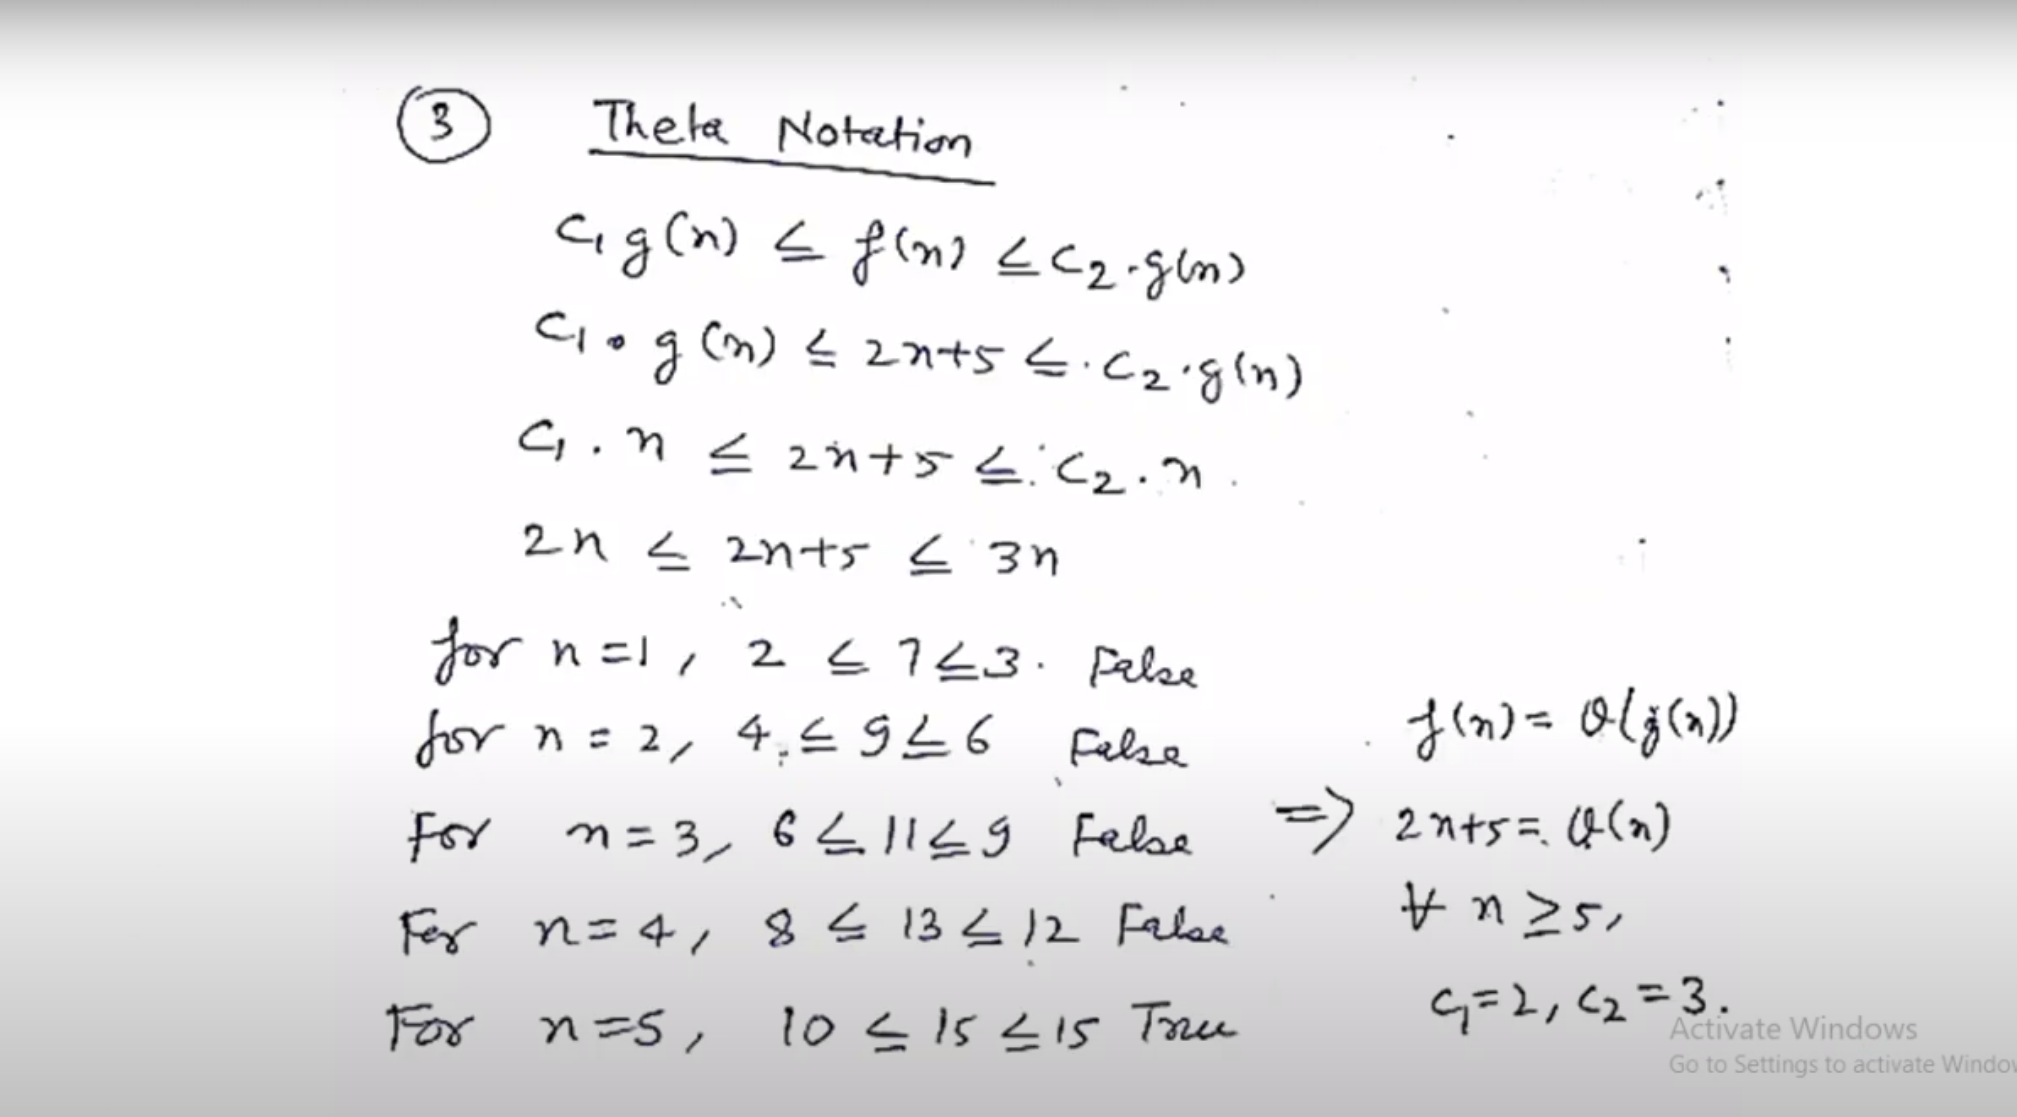 3 Theta Notation
C₁ g(n) ≤ f(n) ≤ C₂·g(n)
C₁ · g(n) ≤ 2n+5 ≤ C₂·g(n)
C₁ . n ≤ 2n+5 ≤ C₂ . n
2n ≤ 2n+5 ≤ 3n
for n=1, 2 ≤ 7 ≤ 3. False
for n=2, 4 ≤ 9 ≤ 6 False
For n=3, 6 ≤ 11 ≤ 9 False
For n=4, 8 ≤ 13 ≤ 12 False
For n=5, 10 ≤ 15 ≤ 15 True
f(n) = θ(g(n))
⇒ 2n+5 = θ(n)
∀ n ≥ 5,
C₁=2, C₂=3.
Activate Windows
Go to Settings to activate Window